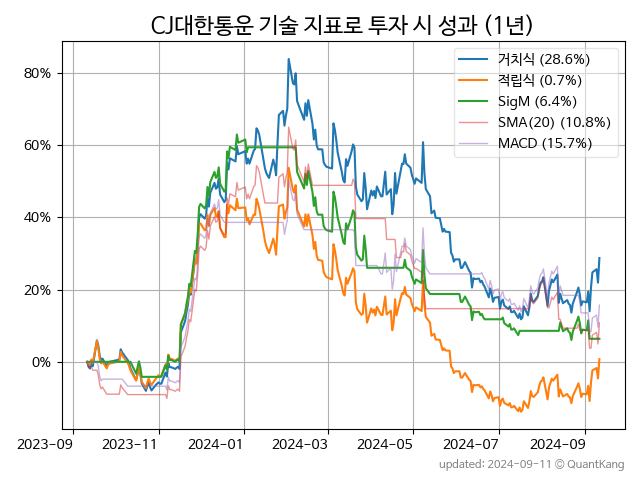 CJ대한통운 기술 지표로 투자 시 성과 (1년)
거치식 (28.6%)
적립식 (0.7%)
SigM (6.4%)
SMA(20) (10.8%)
MACD (15.7%)
80%
60%
40%
20%
0%
2023-09 2023-11 2024-01 2024-03 2024-05 2024-07 2024-09
updated: 2024-09-11 © QuantKang